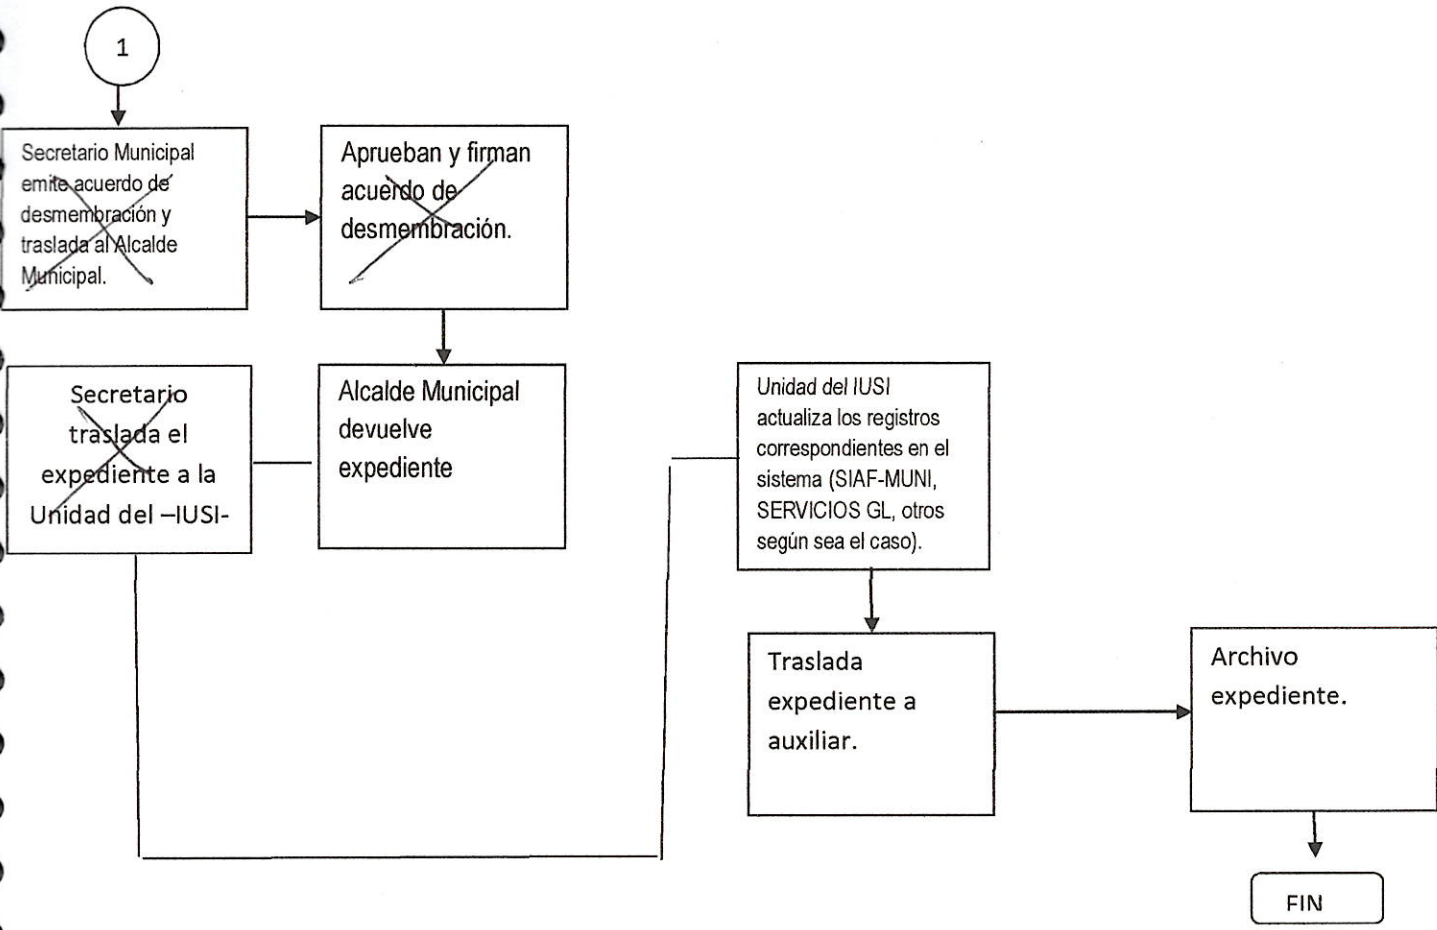 1
Secretario Municipal
emite acuerdo de
desmembración y
traslada al Alcalde
Municipal.
Aprueban y firman
acuerdo de
desmembración.
Secretario
traslada el
expediente a la
Unidad del –IUSI-
Alcalde Municipal
devuelve
expediente
Unidad del IUSI
actualiza los registros
correspondientes en el
sistema (SIAF-MUNI,
SERVICIOS GL, otros
según sea el caso).
Traslada
expediente a
auxiliar.
Archivo
expediente.
FIN